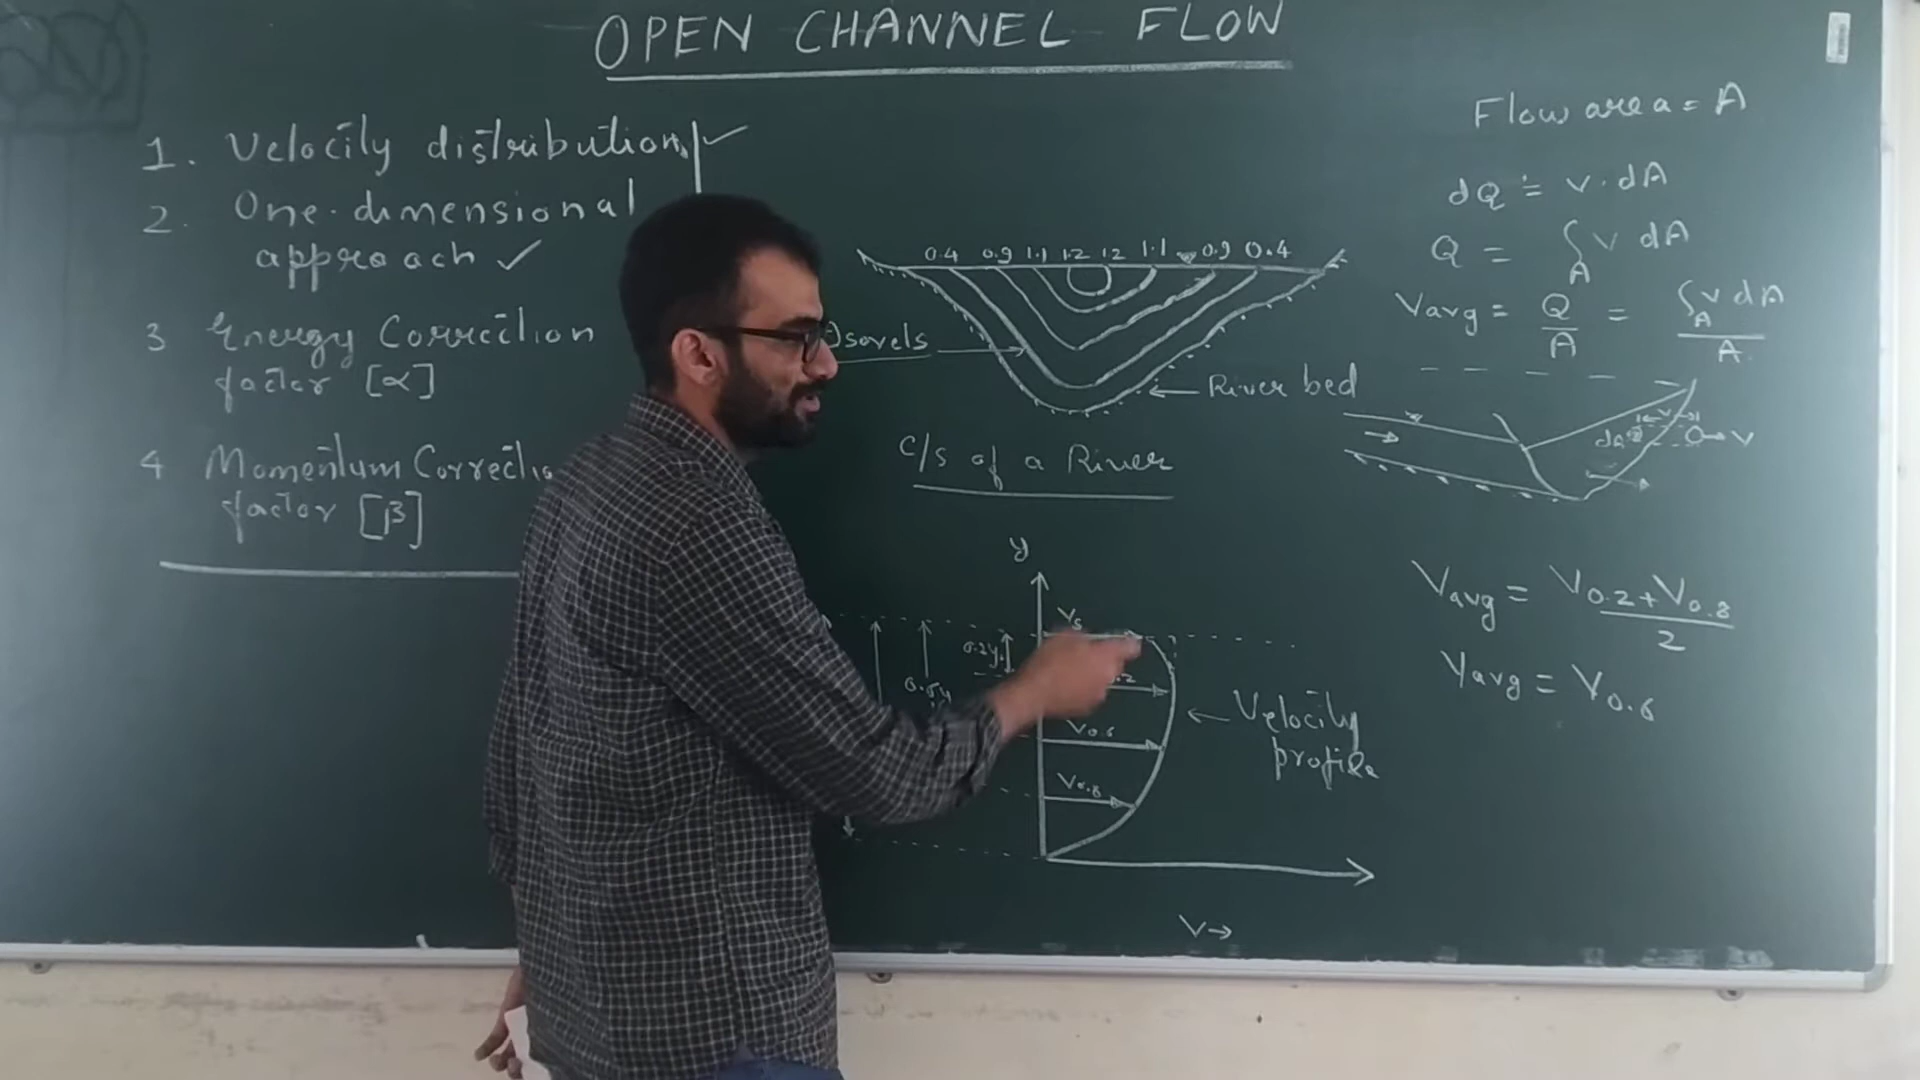 OPEN CHANNEL FLOW
1. Velocity distribution
2. One-dimensional
approach ✓
3 Energy Correction
factor [α]
4 Momentum Correctio
factor [β]
0.4 0.9 1.1 1.2 1.2 1.1 0.9 0.4
Isovels
River bed
C/S of a River
y
Vs
0.2y
V0.6
V0.8
Velocity
profile
V→
Flow area = A
dQ = v.dA
Q = ∫A v dA
Vavg = Q/A = ∫A v dA / A
v
dA
v
Vavg = V0.2+V0.8 / 2
Vavg = V0.6